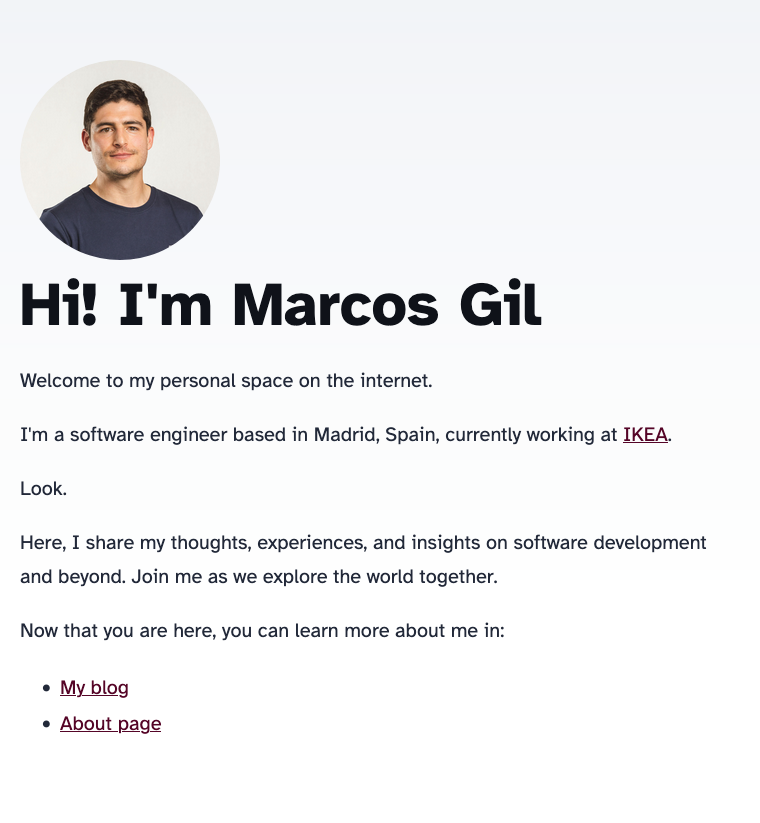 Hi! I'm Marcos Gil
Welcome to my personal space on the internet.
I'm a software engineer based in Madrid, Spain, currently working at IKEA.
Look.
Here, I share my thoughts, experiences, and insights on software development
and beyond. Join me as we explore the world together.
Now that you are here, you can learn more about me in:
• My blog
• About page